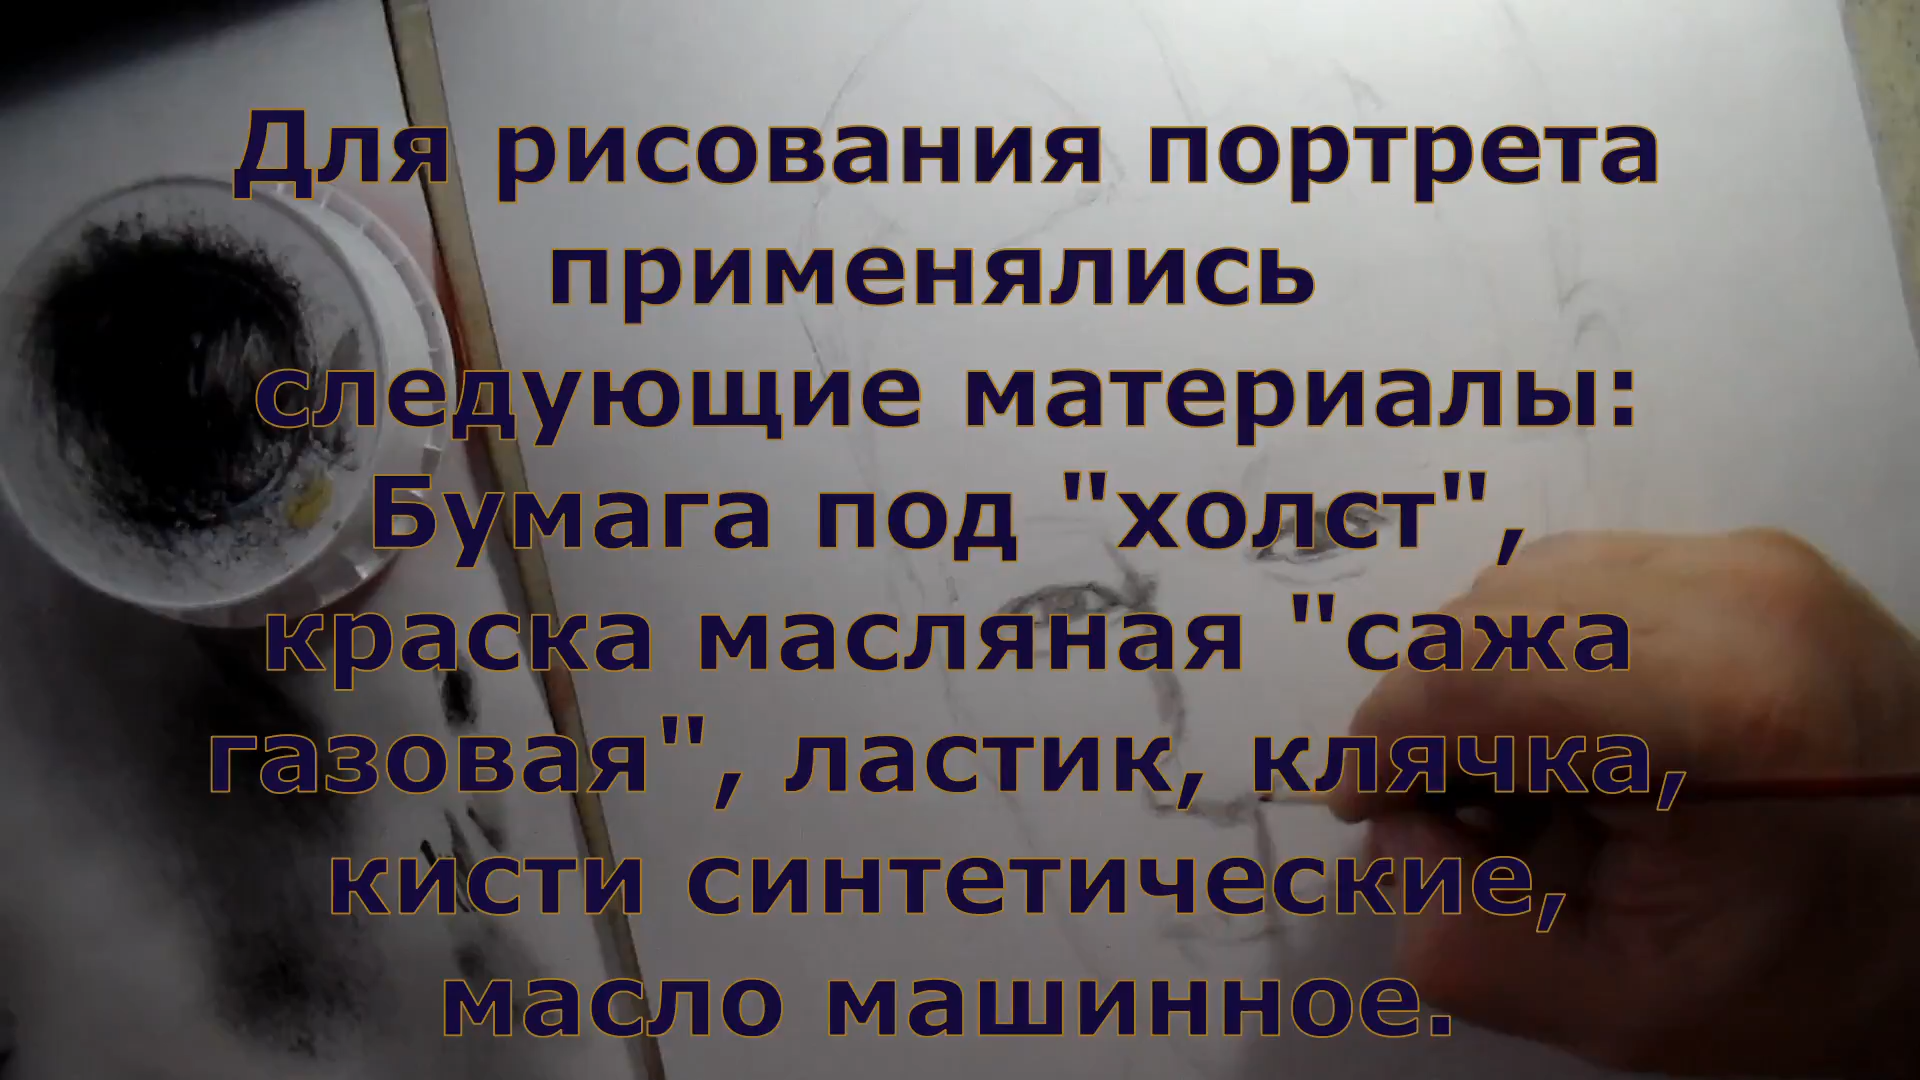 Для рисования портрета
применялись
следующие материалы:
Бумага под "холст",
краска масляная "сажа
газовая", ластик, клячка,
кисти синтетические,
масло машинное.